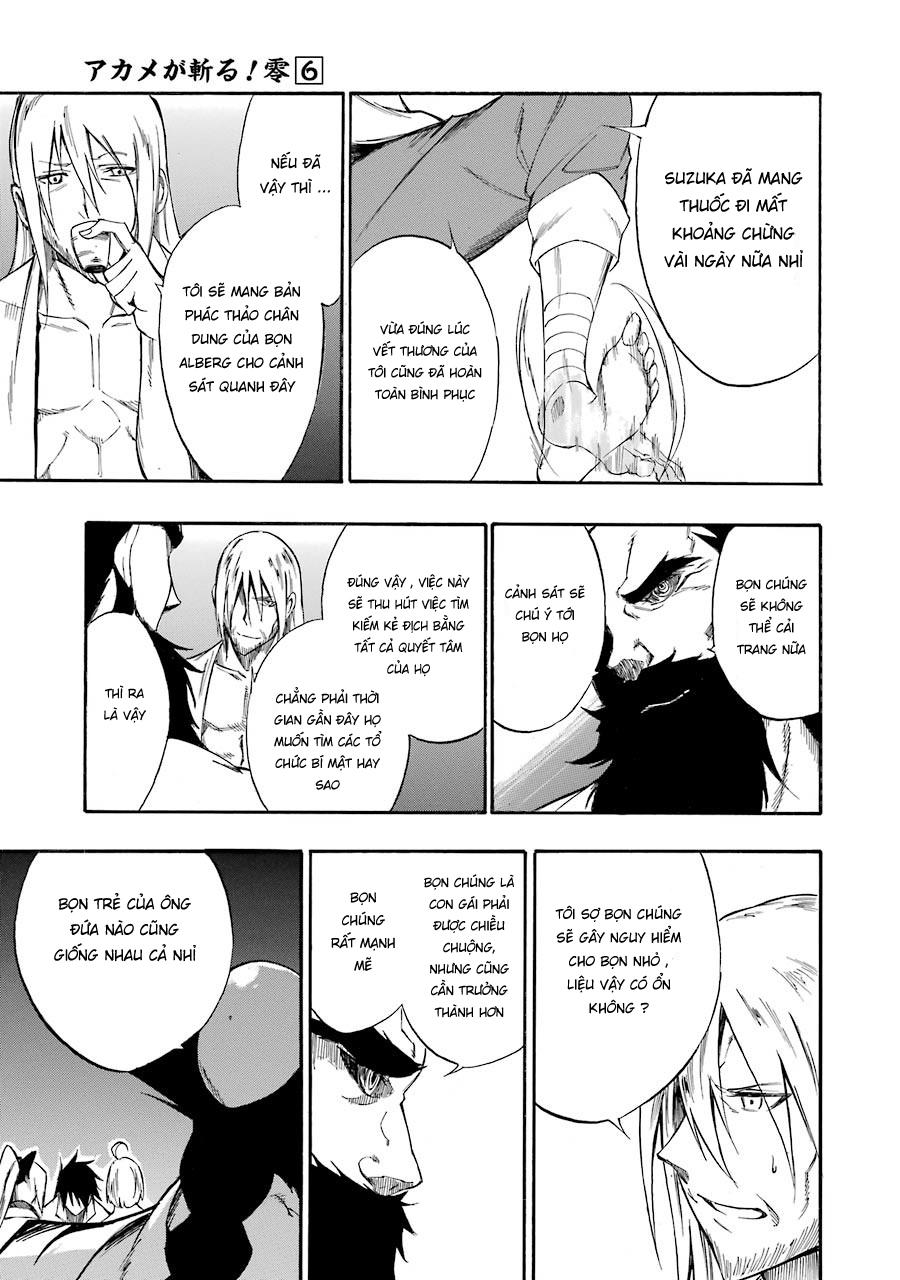 アカメが斬る！零 6
SUZUKA ĐÃ MANG
THUỐC ĐI MẤT
KHOẢNG CHỪNG
VÀI NGÀY NỮA NHỈ
VỪA ĐÚNG LÚC
VẾT THƯƠNG CỦA
TÔI CŨNG ĐÃ HOÀN
TOÀN BÌNH PHỤC
NẾU ĐÃ
VẬY THÌ ...
TÔI SẼ MANG BẢN
PHÁC THẢO CHÂN
DUNG CỦA BỌN
ALBERG CHO CẢNH
SÁT QUANH ĐÂY
BỌN CHÚNG
SẼ KHÔNG
THỂ CẢI
TRANG NỮA
CẢNH SÁT SẼ
CHÚ Ý TỚI
BỌN HỌ
ĐÚNG VẬY , VIỆC NÀY
SẼ THU HÚT VIỆC TÌM
KIẾM KẺ ĐỊCH BẰNG
TẤT CẢ QUYẾT TÂM
CỦA HỌ
CHẲNG PHẢI THỜI
GIAN GẦN ĐÂY HỌ
MUỐN TÌM CÁC TỔ
CHỨC BÍ MẬT HAY
SAO
THÌ RA
LÀ VẬY
TÔI SỢ BỌN CHÚNG
SẼ GÂY NGUY HIỂM
CHO BỌN NHỎ ,
LIỆU VẬY CÓ ỔN
KHÔNG ?
BỌN CHÚNG LÀ
CON GÁI PHẢI
ĐƯỢC CHIỀU
CHUỘNG,
NHƯNG CŨNG
CẦN TRƯỞNG
THÀNH HƠN
BỌN
CHÚNG
RẤT MẠNH
MẼ
BỌN TRẺ CỦA ÔNG
ĐỨA NÀO CŨNG
GIỐNG NHAU CẢ NHỈ